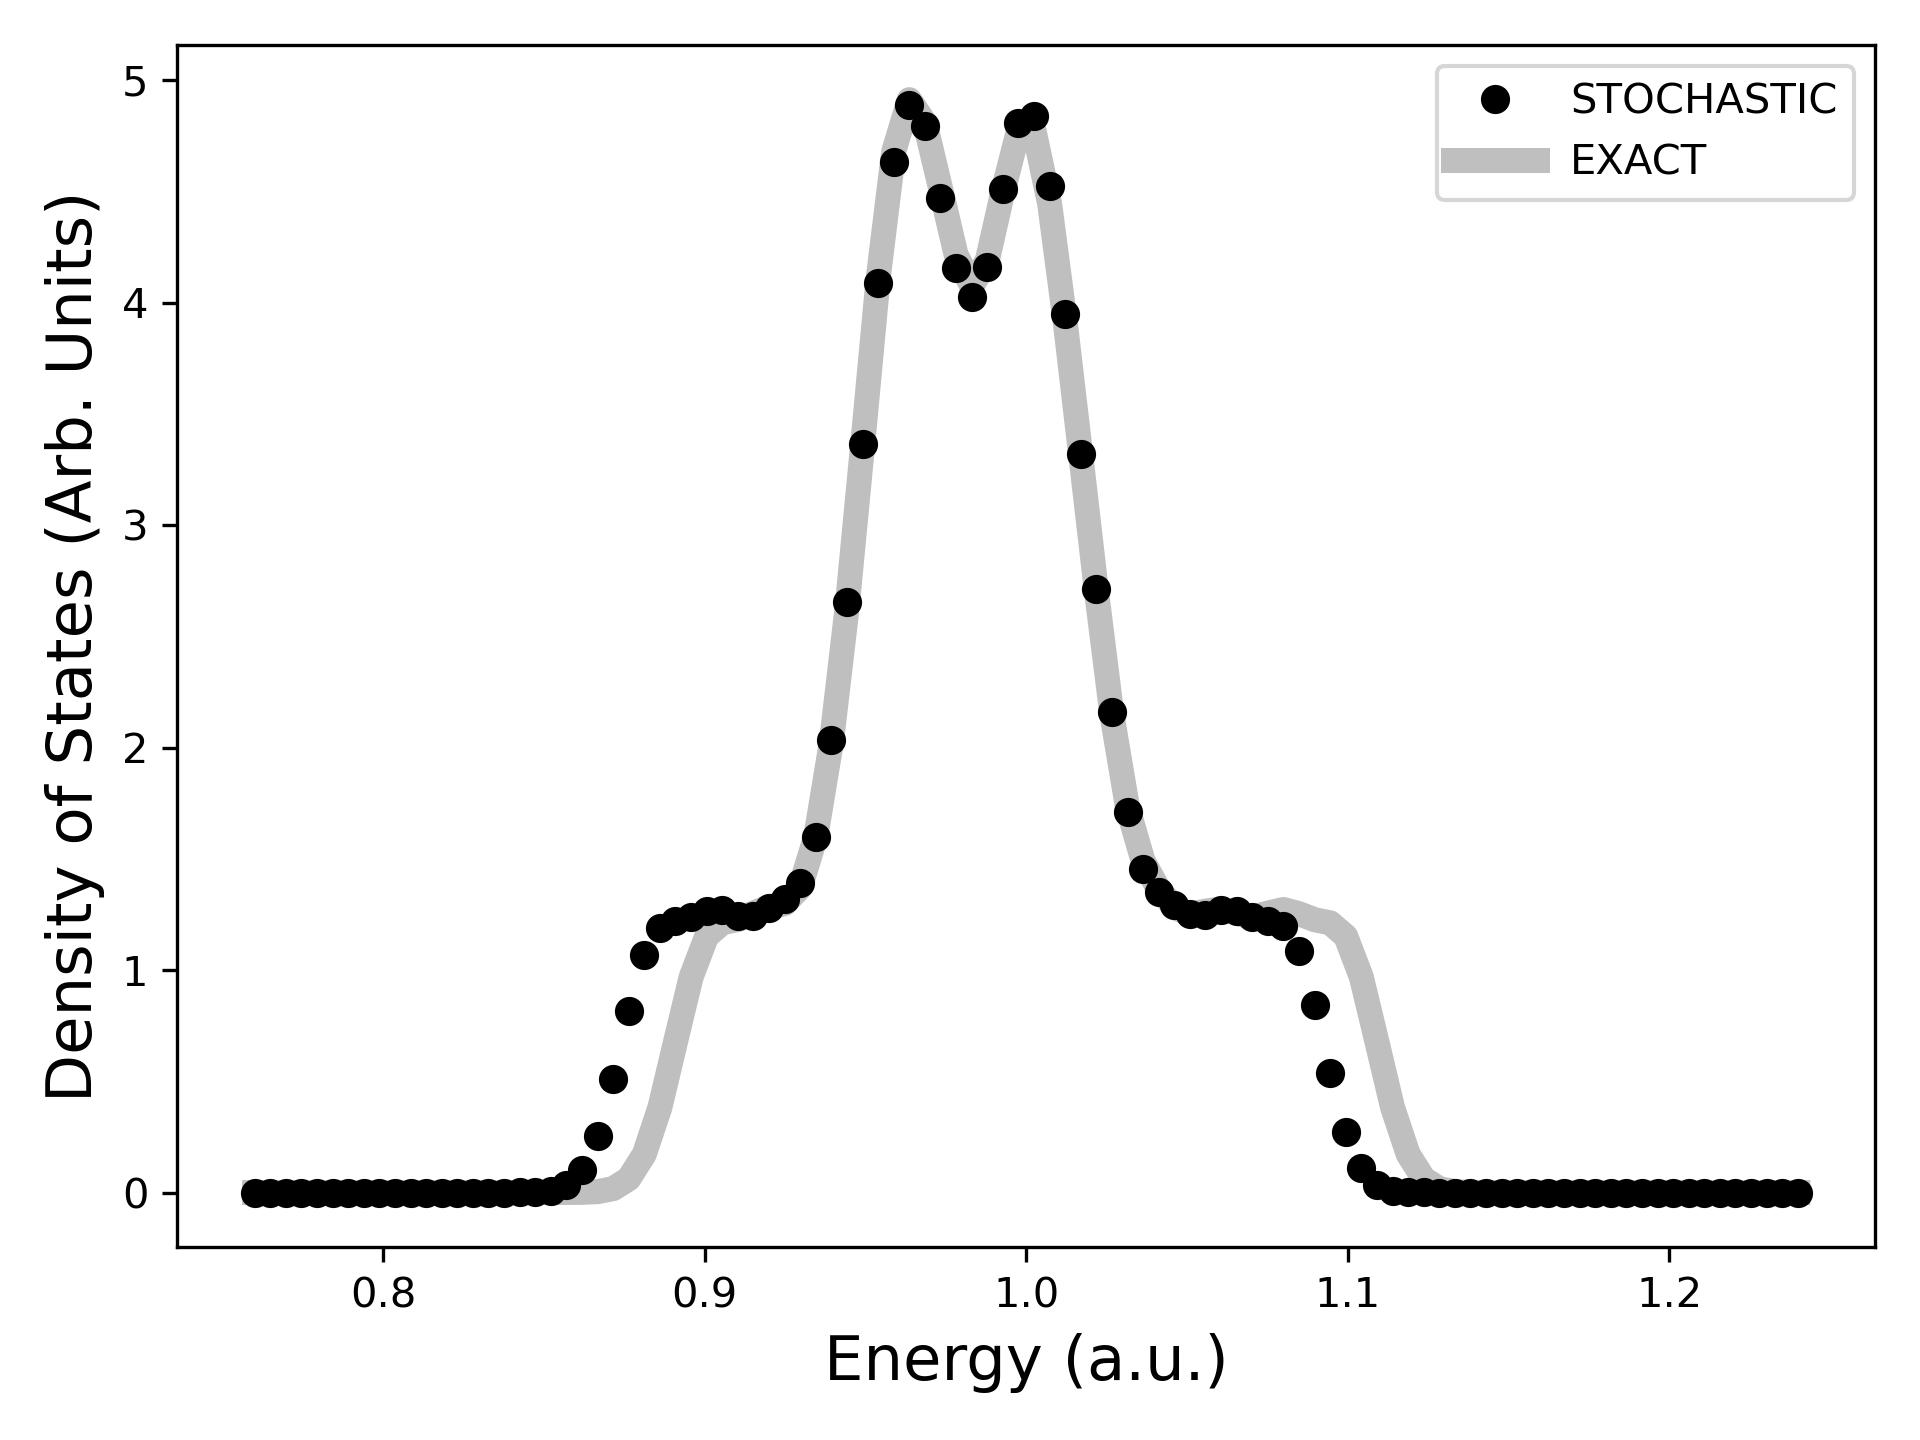 5
4
3
2
1
0
Density of States (Arb. Units)
STOCHASTIC
EXACT
0.8
0.9
1.0
1.1
1.2
Energy (a.u.)